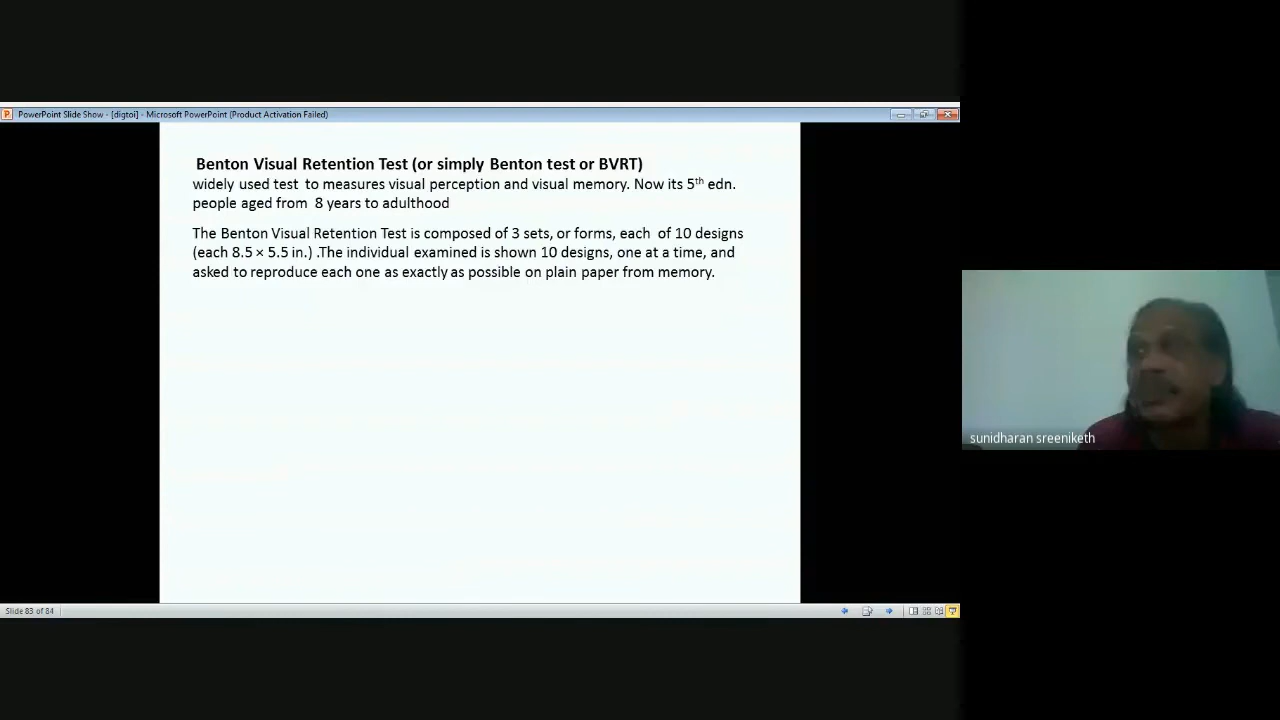 PowerPoint Slide Show - [digtoi] - Microsoft PowerPoint (Product Activation Failed)
Benton Visual Retention Test (or simply Benton test or BVRT)
widely used test to measures visual perception and visual memory. Now its 5th edn.
people aged from 8 years to adulthood
The Benton Visual Retention Test is composed of 3 sets, or forms, each of 10 designs
(each 8.5 × 5.5 in.) .The individual examined is shown 10 designs, one at a time, and
asked to reproduce each one as exactly as possible on plain paper from memory.
sunidharan sreeniketh
Slide 83 of 84